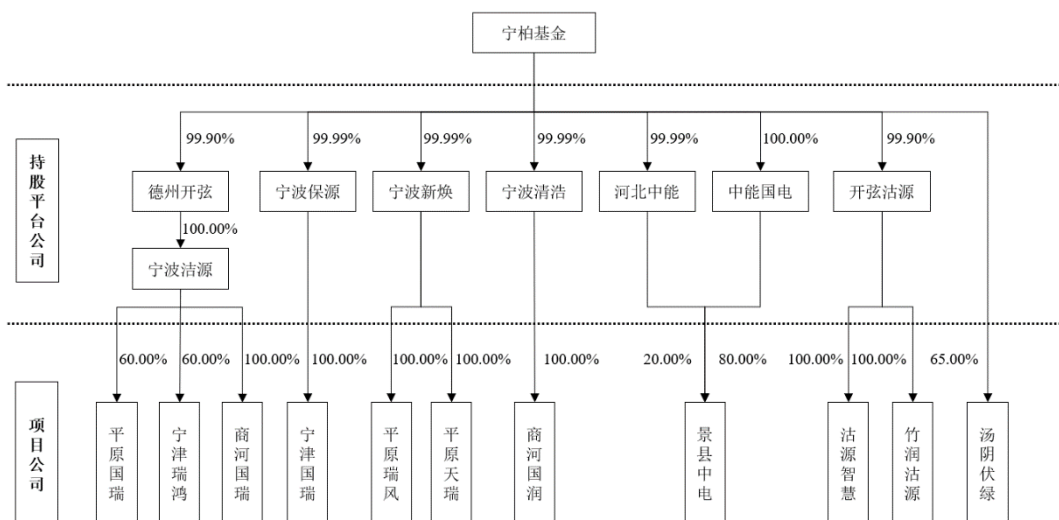 宁柏基金
99.90%
99.99%
99.99%
99.99%
99.99%
100.00%
99.90%
持股平台公司
德州开弦
宁波保源
宁波新焕
宁波清浩
河北中能
中能国电
开弦沽源
100.00%
宁波洁源
60.00%
60.00%
100.00%
100.00%
100.00%
100.00%
100.00%
20.00%
80.00%
100.00%
100.00%
65.00%
项目公司
平原国瑞
宁津瑞鸿
商河国瑞
宁津国瑞
平原瑞风
平原天瑞
商河国润
景县中电
沽源智慧
竹润沽源
汤阴伏绿